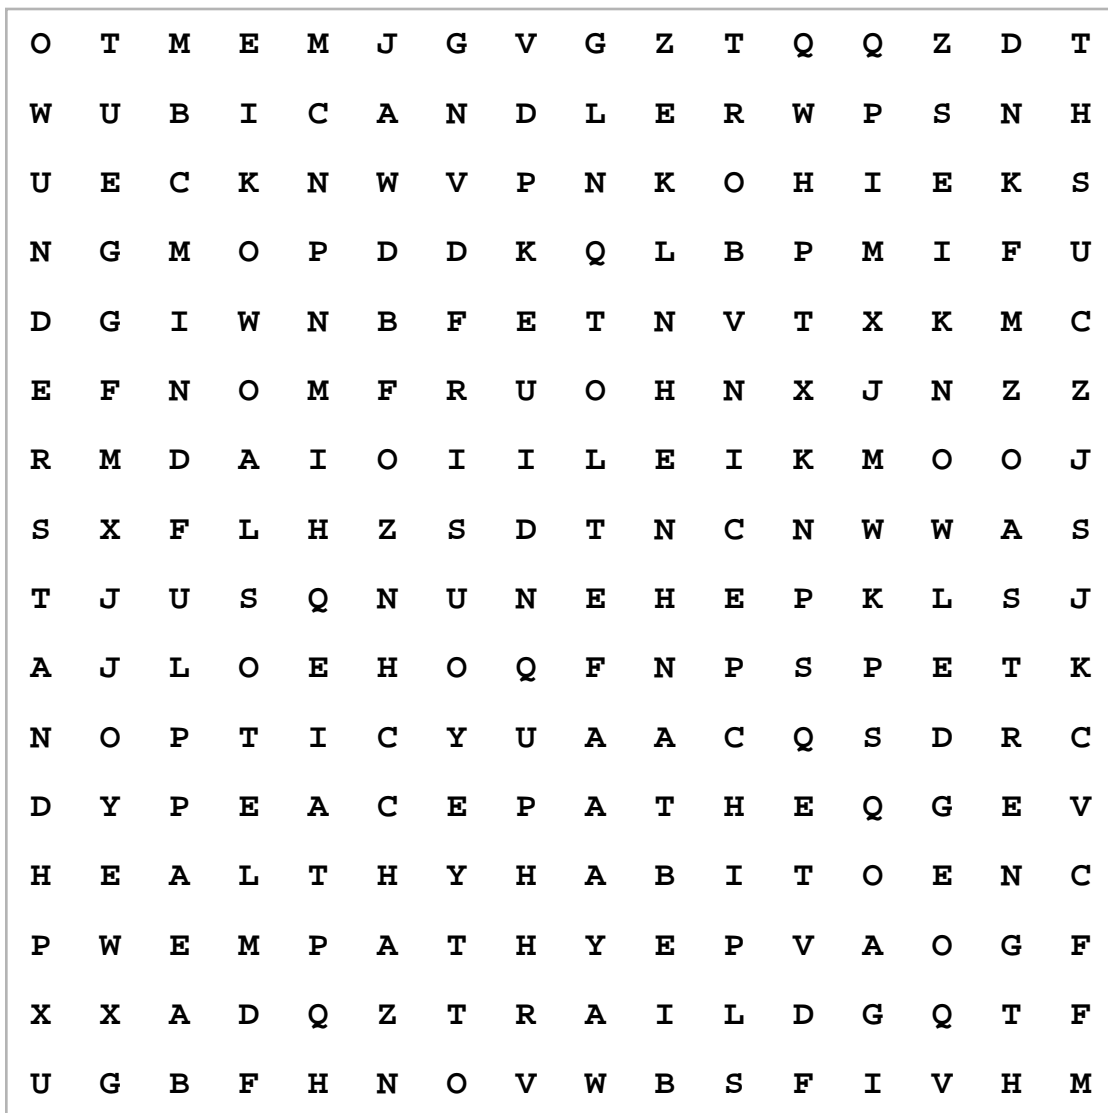 O T M E M J G V G Z T Q Q Z D T
W U B I C A N D L E R W P S N H
U E C K N W V P N K O H I E K S
N G M O P D D K Q L B P M I F U
D G I W N B F E T N V T X K M C
E F N O M F R U O H N X J N Z Z
R M D A I O I I L E I K M O O J
S X F L H Z S D T N C N W W A S
T J U S Q N U N E H E P K L S J
A J L O E H O Q F N P S P E T K
N O P T I C Y U A A C Q S D R C
D Y P E A C E P A T H E Q G E V
H E A L T H Y H A B I T O E N C
P W E M P A T H Y E P V A O G F
X X A D Q Z T R A I L D G Q T F
U G B F H N O V W B S F I V H M